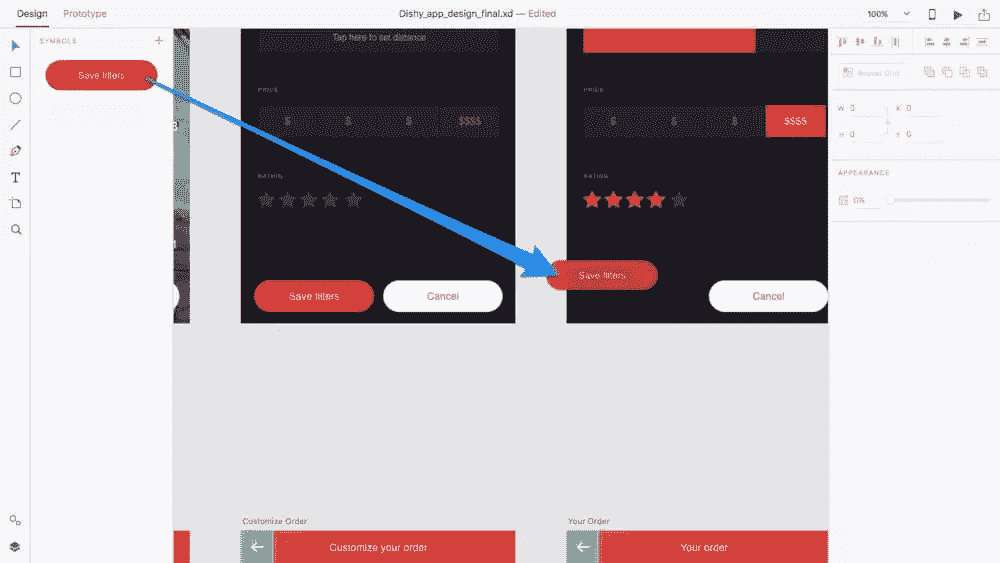 Design Prototype
Dishy_app_design_final.xd — Edited
100%
SYMBOLS
Save filters
Tap here to set distance
PRICE
$ $ $ $$$$
RATING
Save filters
Cancel
PRICE
$ $ $ $$$$
RATING
Save filters
Cancel
Customize Order
Customize your order
Your Order
Your order
Repeat Grid
W 0 X 0
H 0 Y 0
APPEARANCE
0%
T